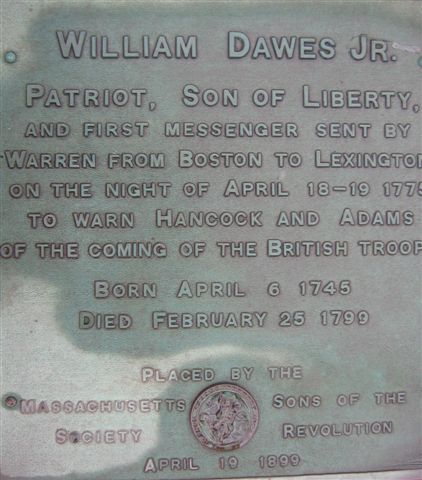 WILLIAM DAWES JR.
PATRIOT, SON OF LIBERTY,
AND FIRST MESSENGER SENT BY
WARREN FROM BOSTON TO LEXINGTON
ON THE NIGHT OF APRIL 18-19 1775
TO WARN HANCOCK AND ADAMS
OF THE COMING OF THE BRITISH TROOP
BORN APRIL 6 1745
DIED FEBRUARY 25 1799
PLACED BY THE
MASSACHUSETTS SONS OF THE
SOCIETY REVOLUTION
APRIL 19 1899